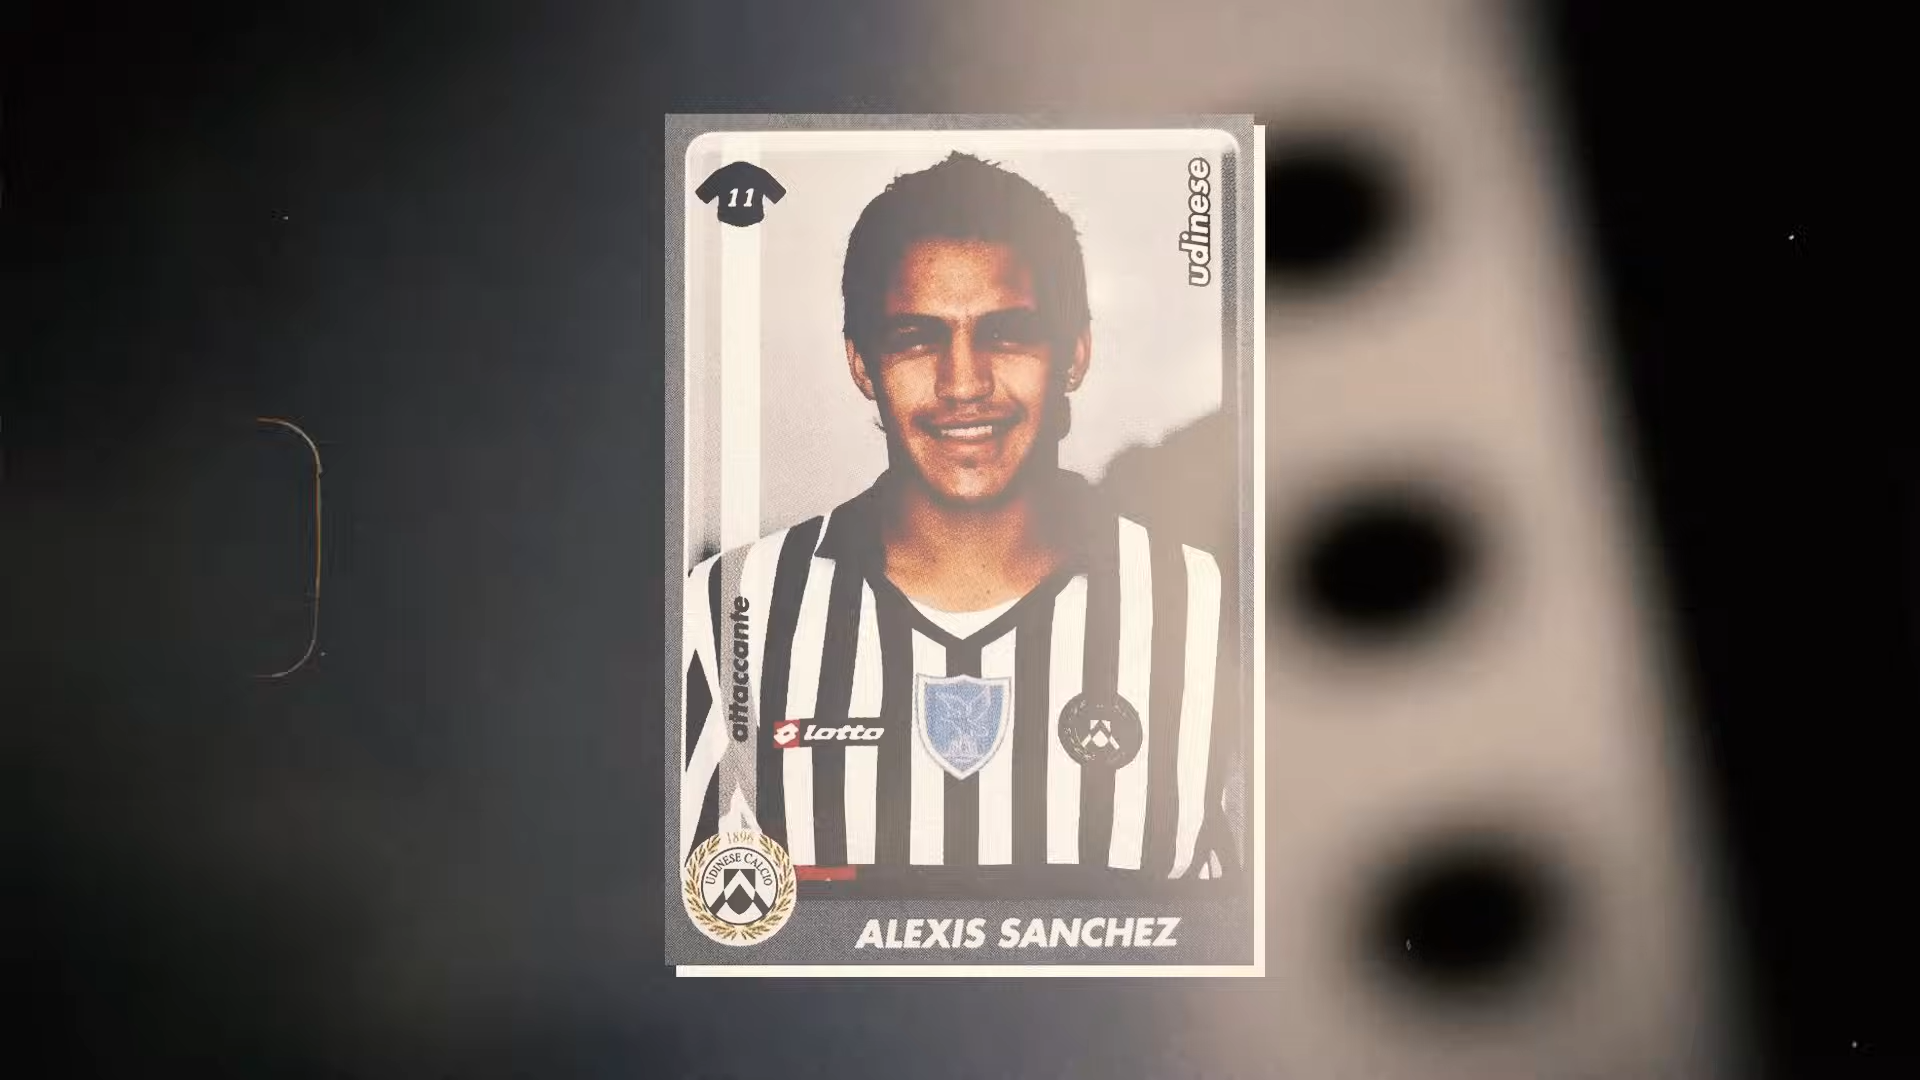 11
udinese
attaccante
lotto
1896
UDINESE CALCIO
ALEXIS SANCHEZ